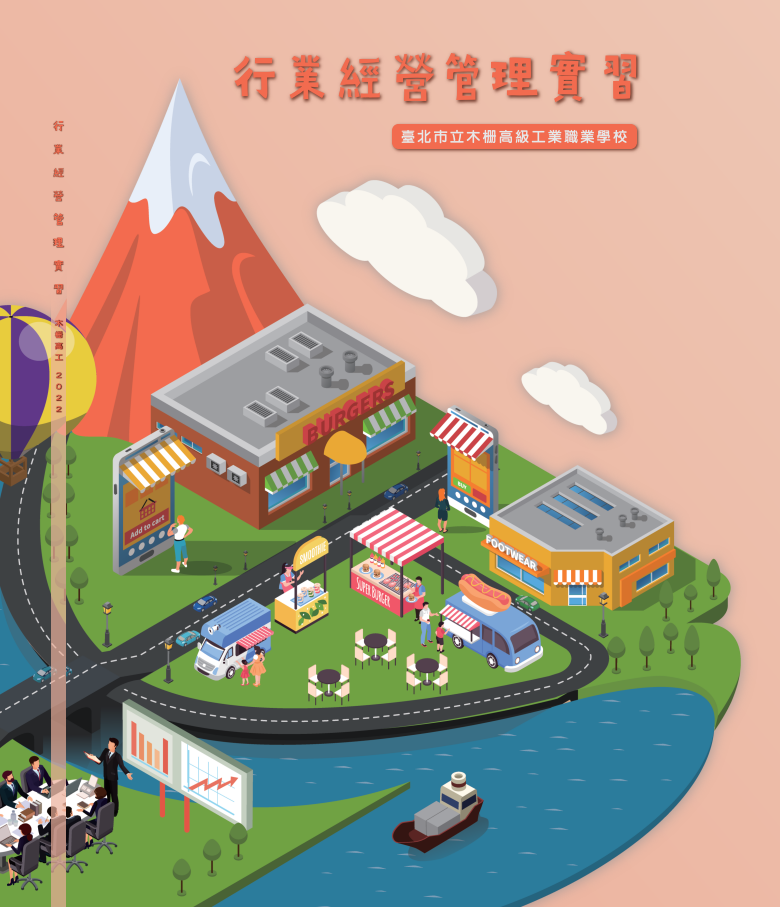 行業經營管理實習
臺北市立木柵高級工業職業學校
行業經營管理實習
木柵高工 2022
BURGERS
Add to cart
BUY
FOOTWEAR
SMOOTHIE
SUPER BURGER